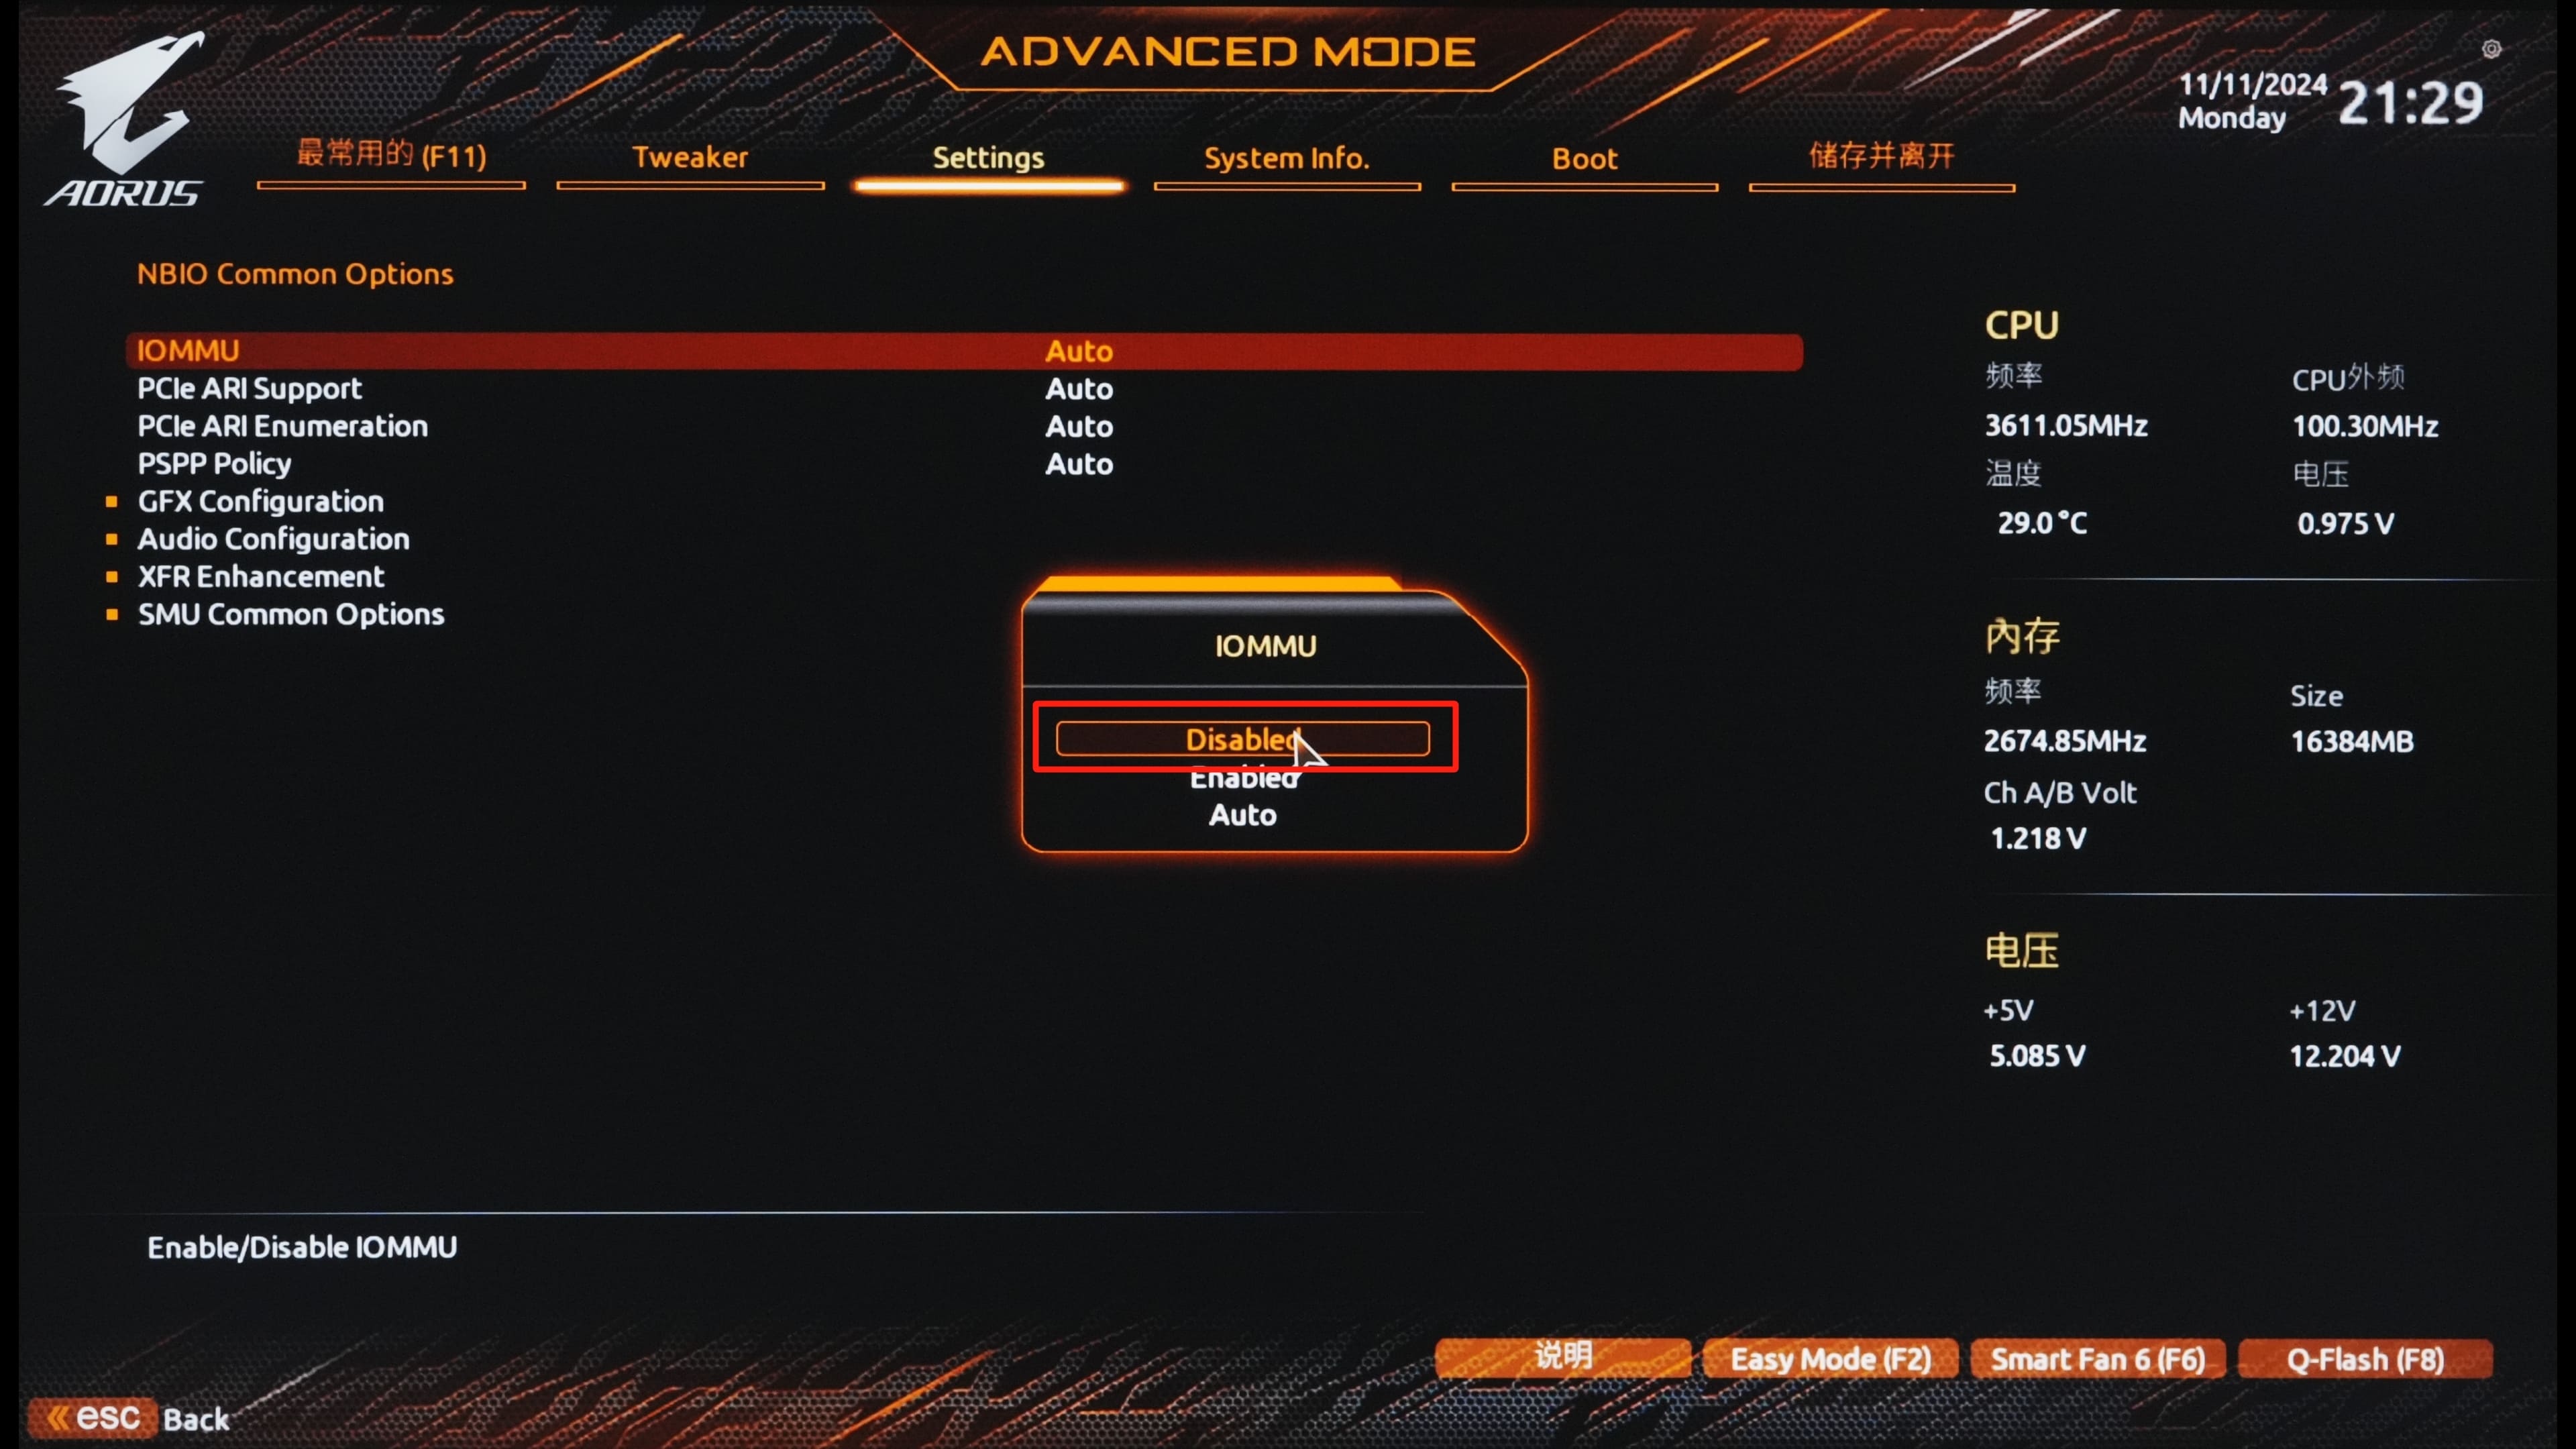 ADVANCED MODE
AORUS
11/11/2024
Monday
21:29
最常用的 (F11)
Tweaker
Settings
System Info.
Boot
储存并离开
NBIO Common Options
IOMMU Auto
PCIe ARI Support Auto
PCIe ARI Enumeration Auto
PSPP Policy Auto
GFX Configuration
Audio Configuration
XFR Enhancement
SMU Common Options
IOMMU
Disabled
Enabled
Auto
CPU
频率 CPU外频
3611.05MHz 100.30MHz
温度 电压
29.0 °C 0.975 V
內存
频率 Size
2674.85MHz 16384MB
Ch A/B Volt
1.218 V
电压
+5V +12V
5.085 V 12.204 V
Enable/Disable IOMMU
说明
Easy Mode (F2)
Smart Fan 6 (F6)
Q-Flash (F8)
esc Back